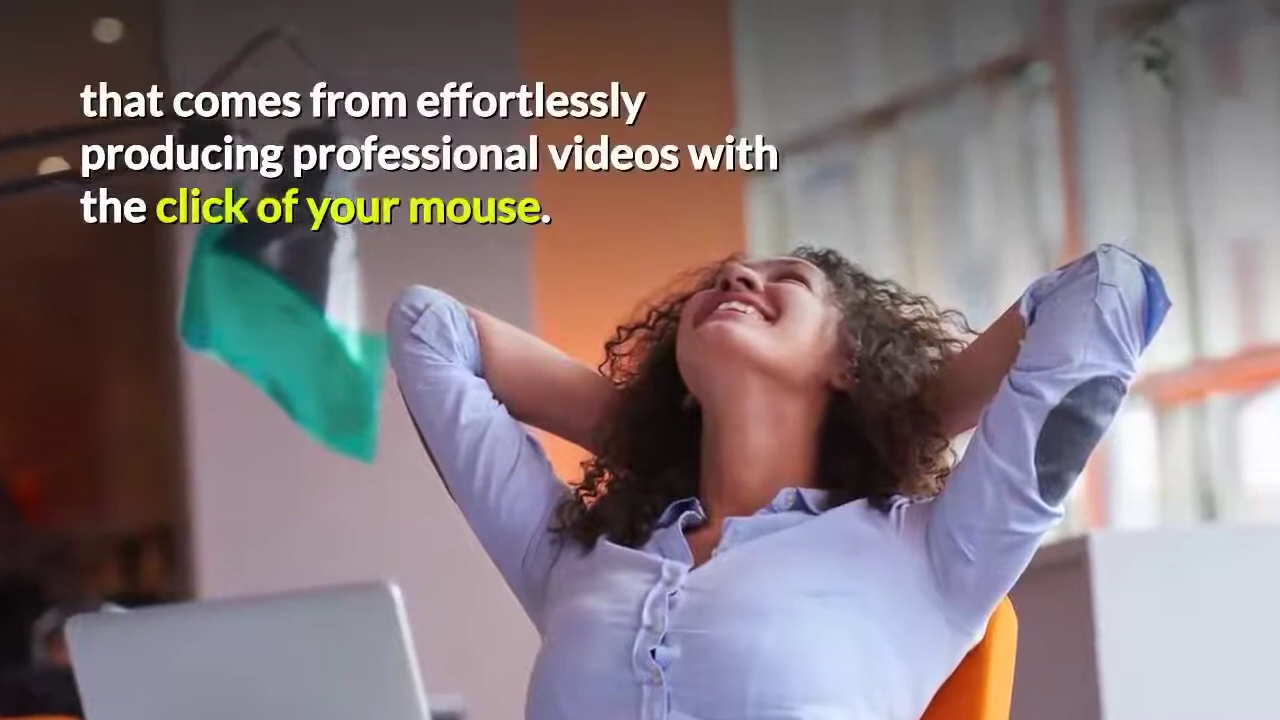 that comes from effortlessly
producing professional videos with
the click of your mouse.